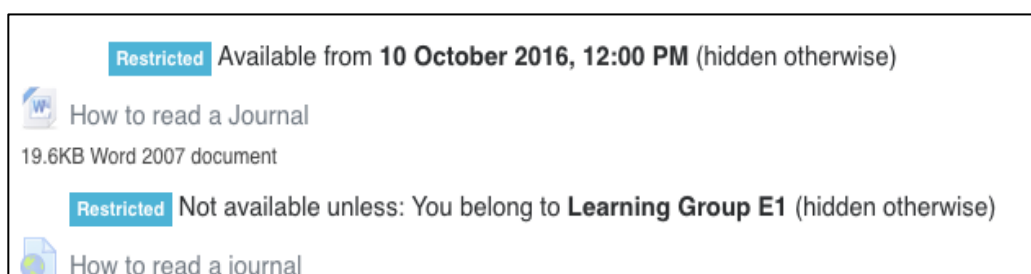 Restricted Available from 10 October 2016, 12:00 PM (hidden otherwise)
How to read a Journal
19.6KB Word 2007 document
Restricted Not available unless: You belong to Learning Group E1 (hidden otherwise)
How to read a journal